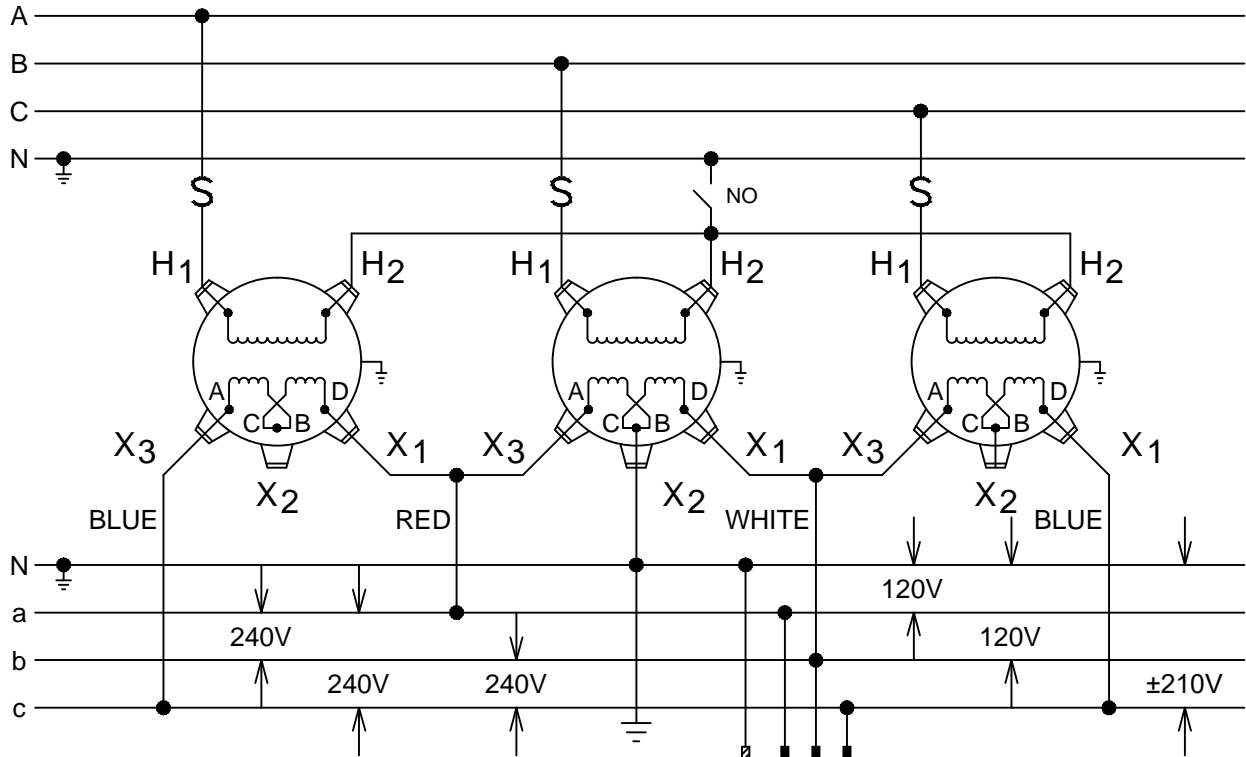 A
B
C
N
S S S
NO
H1 H2 H1 H2 H1 H2
A D A D A D
C B C B C B
X3 X1 X3 X1 X3 X1
X2 X2 X2
BLUE RED WHITE BLUE
N
120V
a
240V 120V
b
240V 240V ±210V
c